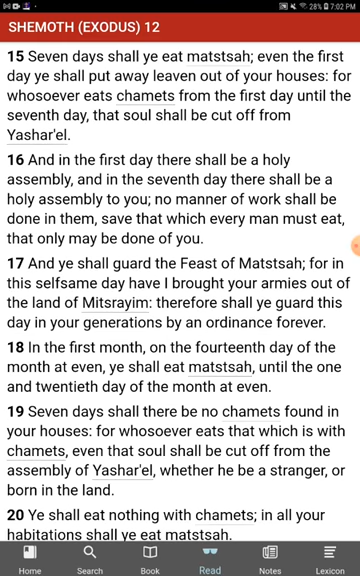 28% 7:02 PM
SHEMOTH (EXODUS) 12
15 Seven days shall ye eat matstsah; even the first
day ye shall put away leaven out of your houses: for
whosoever eats chamets from the first day until the
seventh day, that soul shall be cut off from
Yashar'el.
16 And in the first day there shall be a holy
assembly, and in the seventh day there shall be a
holy assembly to you; no manner of work shall be
done in them, save that which every man must eat,
that only may be done of you.
17 And ye shall guard the Feast of Matstsah; for in
this selfsame day have I brought your armies out of
the land of Mitsrayim: therefore shall ye guard this
day in your generations by an ordinance forever.
18 In the first month, on the fourteenth day of the
month at even, ye shall eat matstsah, until the one
and twentieth day of the month at even.
19 Seven days shall there be no chamets found in
your houses: for whosoever eats that which is with
chamets, even that soul shall be cut off from the
assembly of Yashar'el, whether he be a stranger, or
born in the land.
20 Ye shall eat nothing with chamets; in all your
habitations shall ye eat matstsah.
Home Search Book Read Notes Lexicon